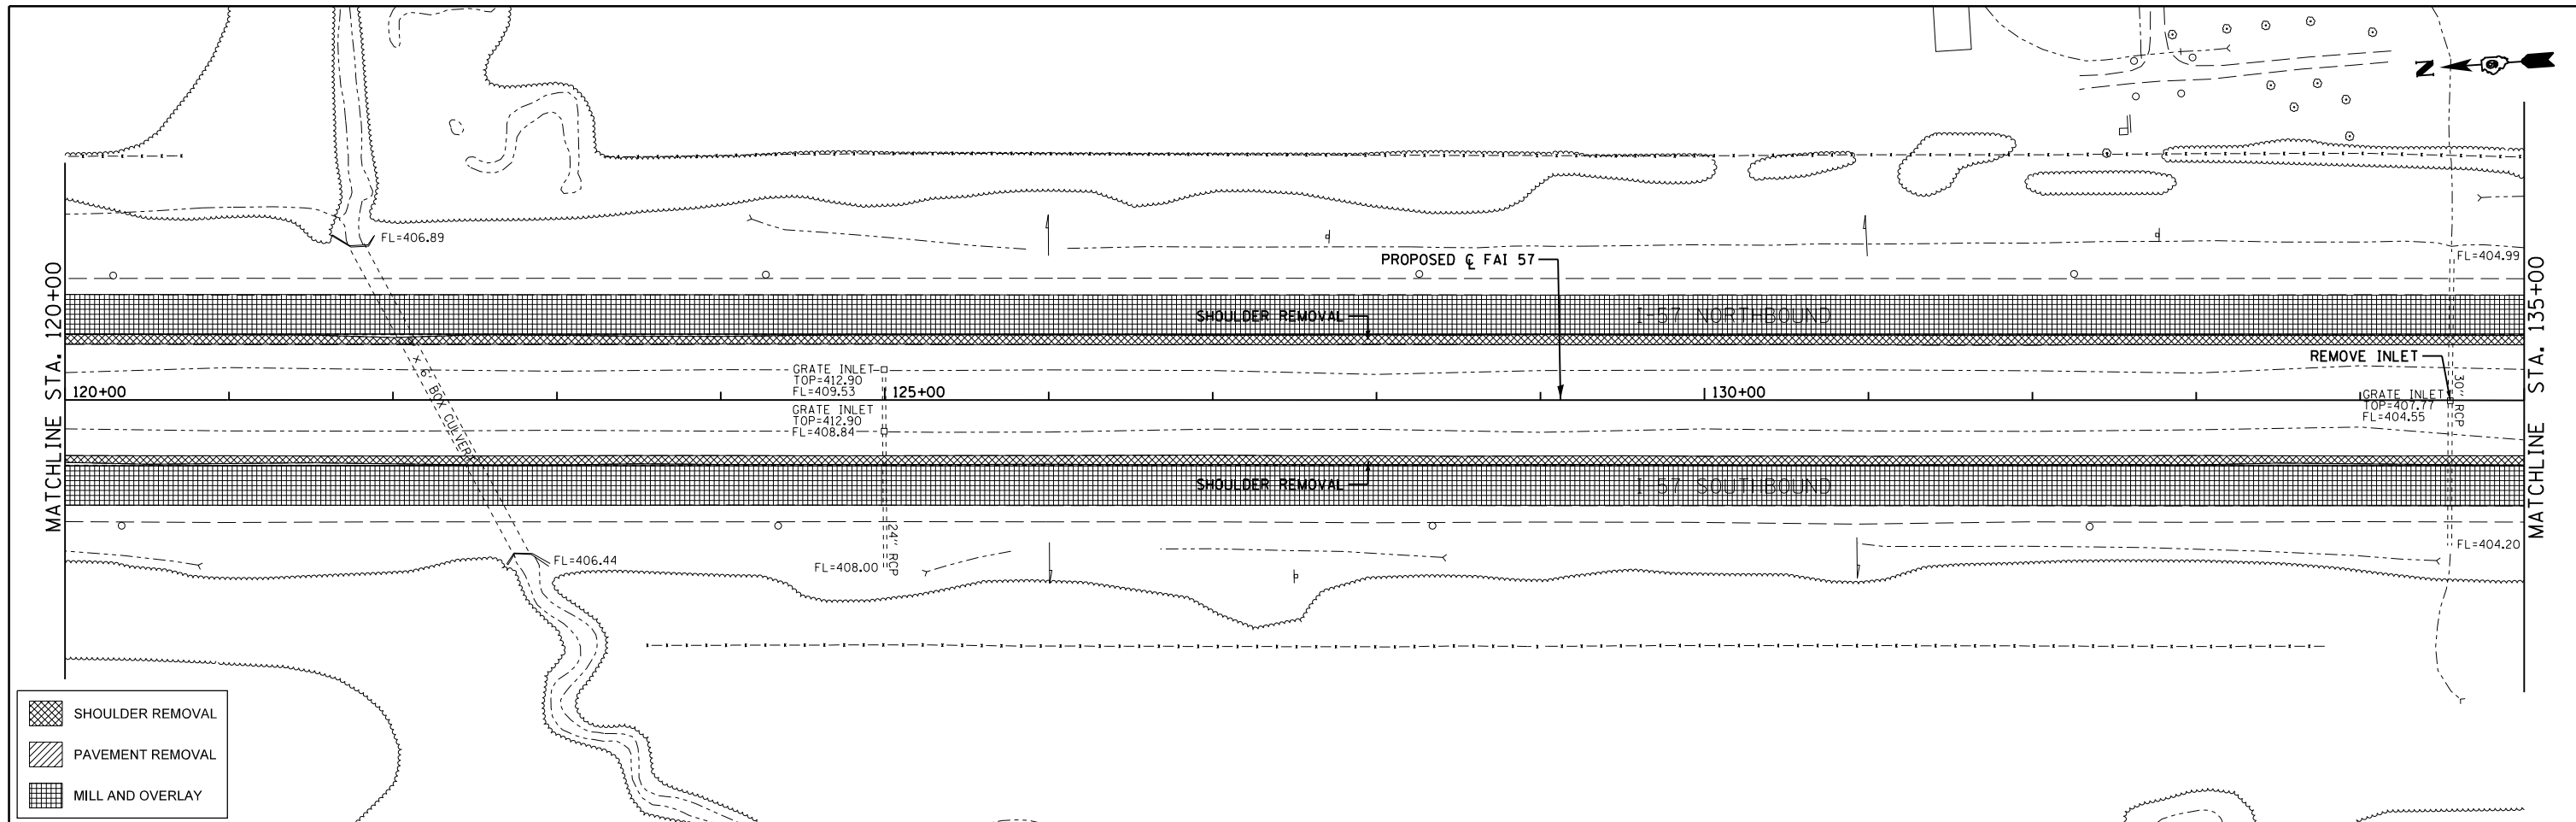 N
FL=406.89
PROPOSED ℄ FAI 57
FL=404.99
MATCHLINE STA. 120+00
MATCHLINE STA. 135+00
SHOULDER REMOVAL
I-57 NORTHBOUND
REMOVE INLET
GRATE INLET
TOP=412.90
FL=409.53
120+00
125+00
130+00
GRATE INLET
TOP=412.90
FL=408.84
GRATE INLET
TOP=407.77
FL=404.55
30" RCP
X 6' BOX CULVERT
SHOULDER REMOVAL
I-57 SOUTHBOUND
24" RCP
FL=406.44
FL=408.00
FL=404.20
SHOULDER REMOVAL
PAVEMENT REMOVAL
MILL AND OVERLAY